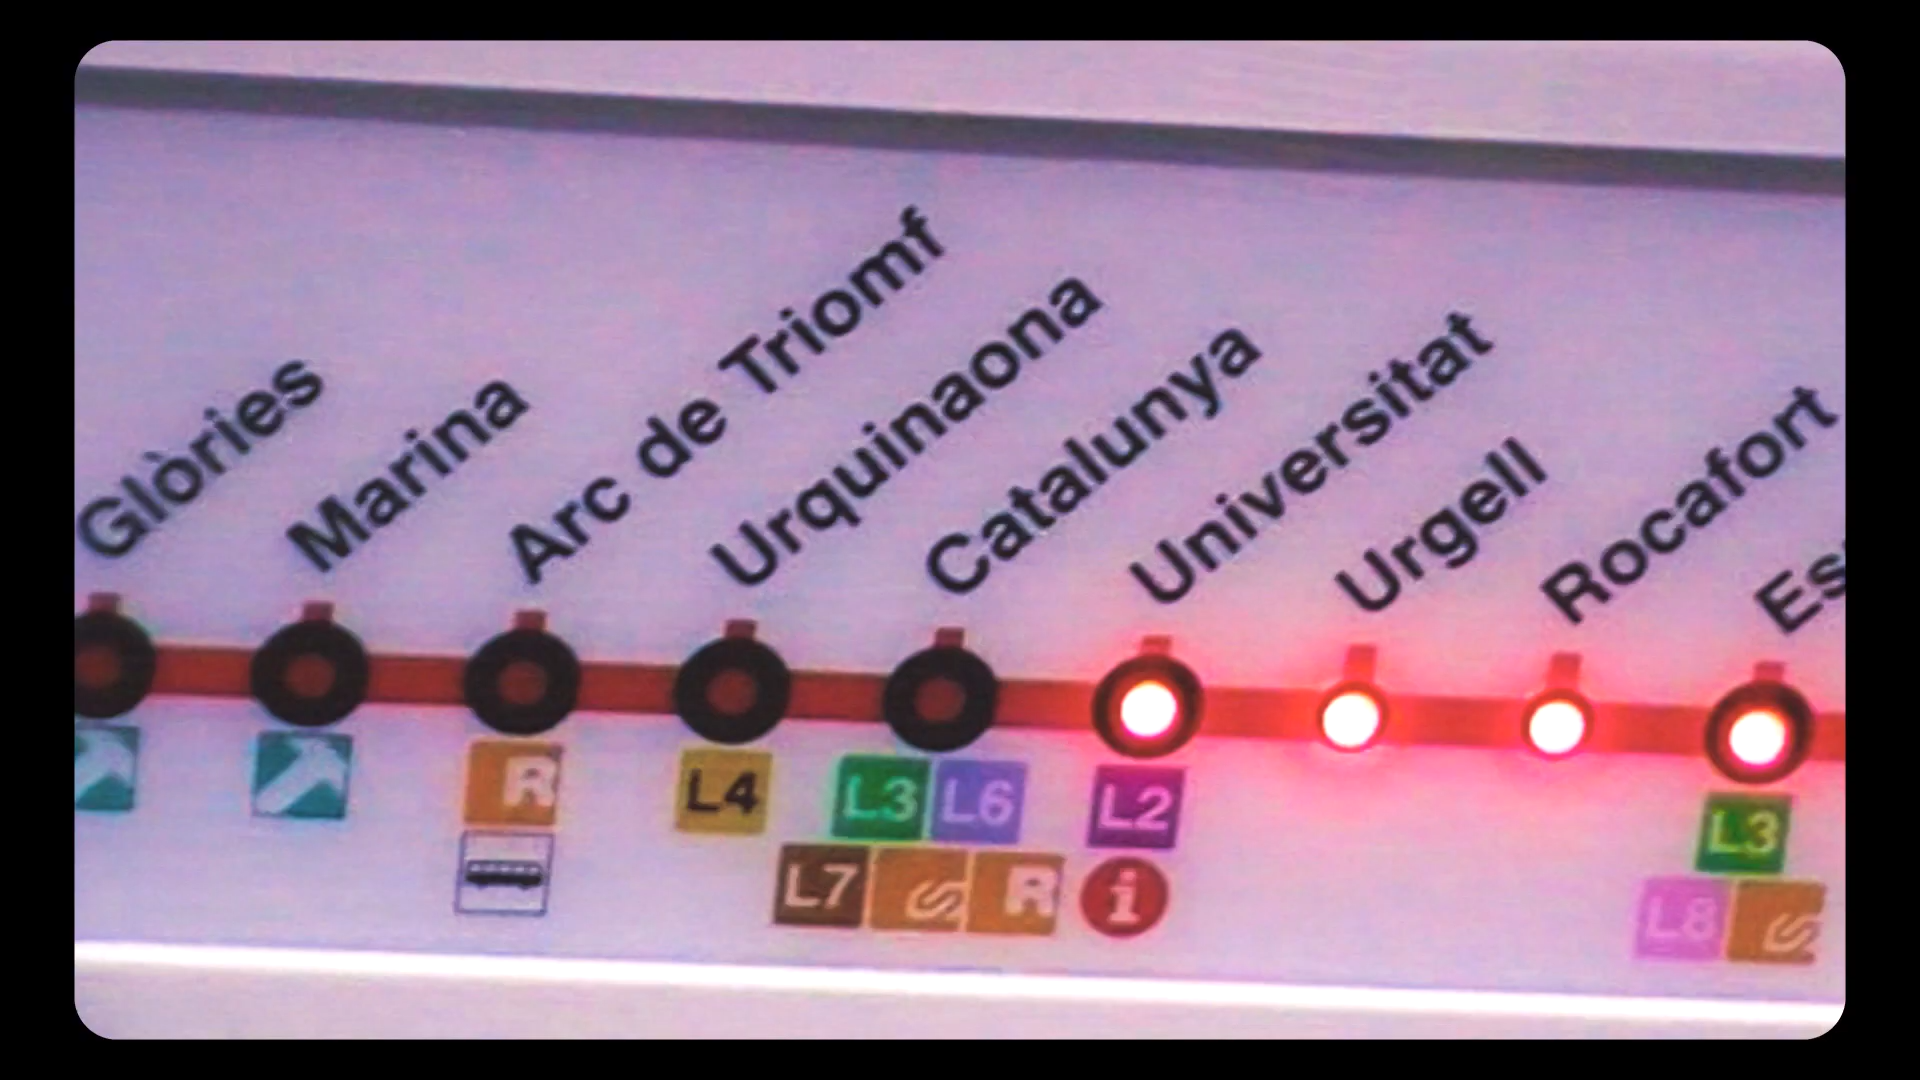 Glòries
Marina
Arc de Triomf
Urquinaona
Catalunya
Universitat
Urgell
Rocafort
R
L4
L3 L6
L7 S R
L2
i
L3
L8 S